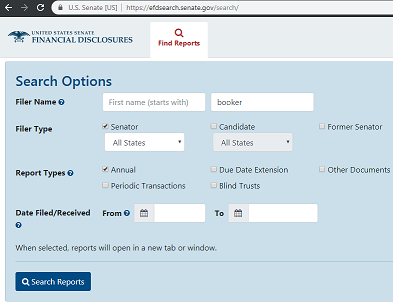 U.S. Senate [US] | https://efdsearch.senate.gov/search/
UNITED STATES SENATE
FINANCIAL DISCLOSURES
Find Reports
Search Options
Filer Name First name (starts with) booker
Filer Type Senator Candidate Former Senator
All States All States
Report Types Annual Due Date Extension Other Documents
Periodic Transactions Blind Trusts
Date Filed/Received From To
When selected, reports will open in a new tab or window.
Search Reports